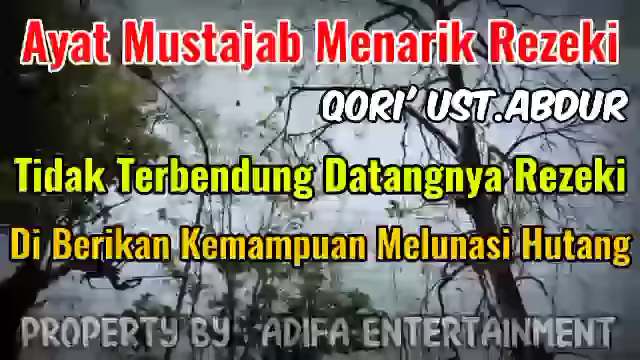 Ayat Mustajab Menarik Rezeki
QORI' UST.ABDUR
Tidak Terbendung Datangnya Rezeki
Di Berikan Kemampuan Melunasi Hutang
PROPERTY BY : ADIFA ENTERTAINMENT